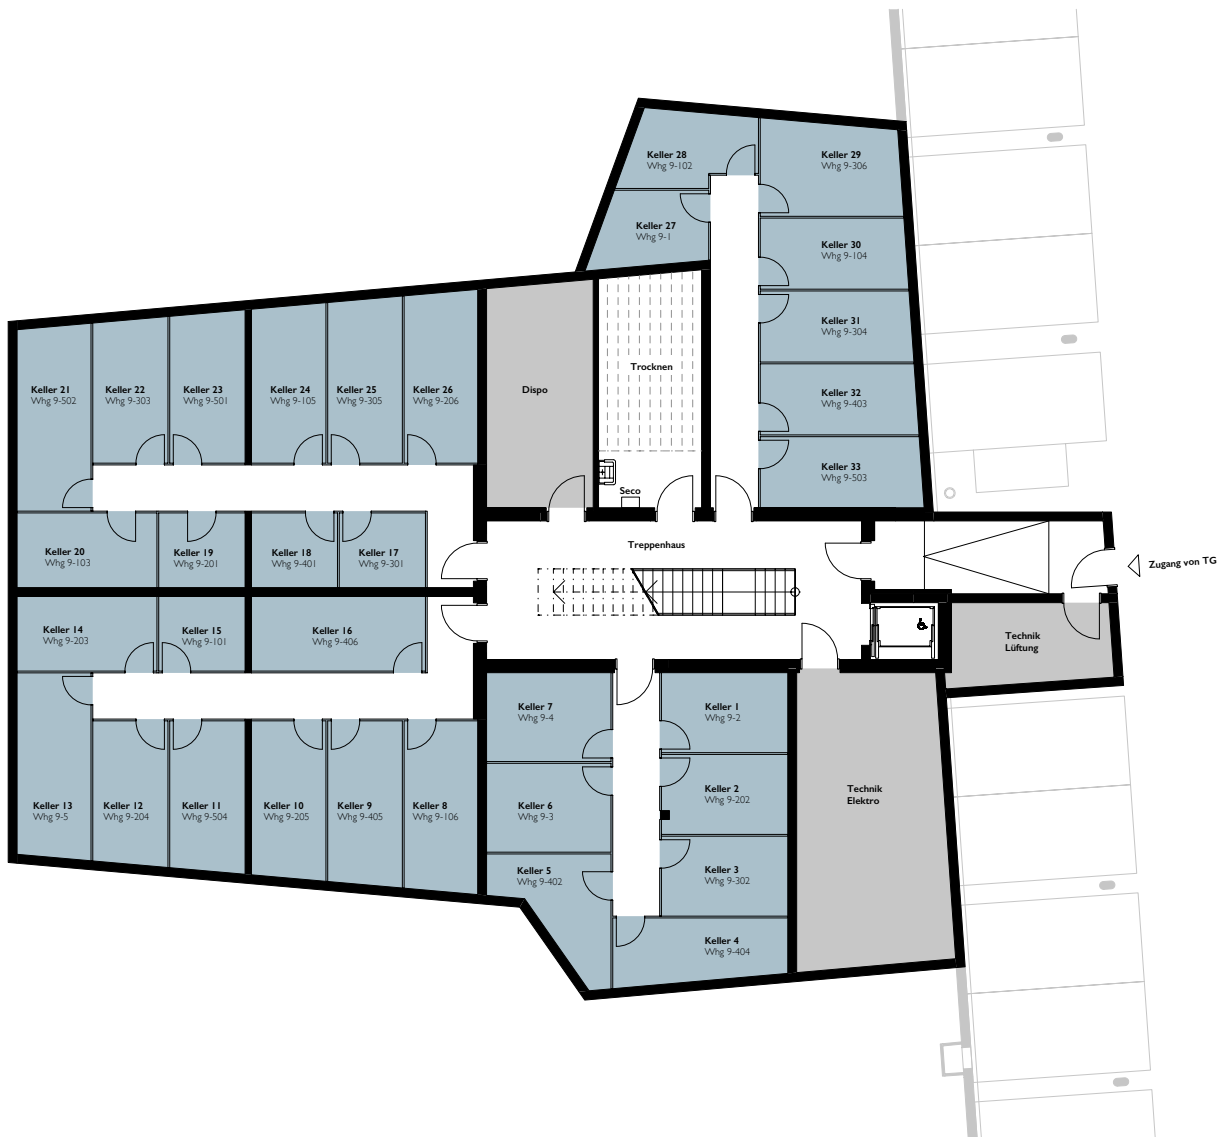 Keller 28
Whg 9-102
Keller 29
Whg 9-306
Keller 27
Whg 9-1
Keller 30
Whg 9-104
Keller 31
Whg 9-304
Keller 32
Whg 9-403
Keller 33
Whg 9-503
Trocknen
Seco
Dispo
Keller 21
Whg 9-502
Keller 22
Whg 9-303
Keller 23
Whg 9-501
Keller 24
Whg 9-105
Keller 25
Whg 9-305
Keller 26
Whg 9-206
Keller 20
Whg 9-103
Keller 19
Whg 9-201
Keller 18
Whg 9-401
Keller 17
Whg 9-301
Treppenhaus
Zugang von TG
Keller 14
Whg 9-203
Keller 15
Whg 9-101
Keller 16
Whg 9-406
Technik
Lüftung
Keller 7
Whg 9-4
Keller 1
Whg 9-2
Keller 13
Whg 9-5
Keller 12
Whg 9-204
Keller 11
Whg 9-504
Keller 10
Whg 9-205
Keller 9
Whg 9-405
Keller 8
Whg 9-106
Keller 6
Whg 9-3
Keller 2
Whg 9-202
Technik
Elektro
Keller 5
Whg 9-402
Keller 3
Whg 9-302
Keller 4
Whg 9-404